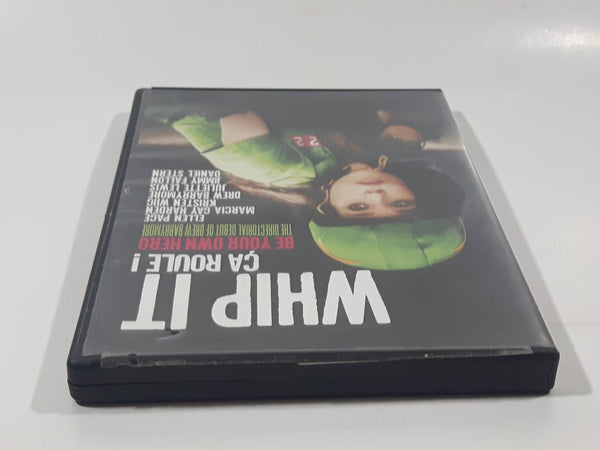 WHIP IT
ÇA ROULE !
BE YOUR OWN HERO
THE DIRECTORIAL DEBUT OF DREW BARRYMORE
ELLEN PAGE
MARCIA GAY HARDEN
KRISTEN WIIG
DREW BARRYMORE
JULIETTE LEWIS
JIMMY FALLON
DANIEL STERN
22